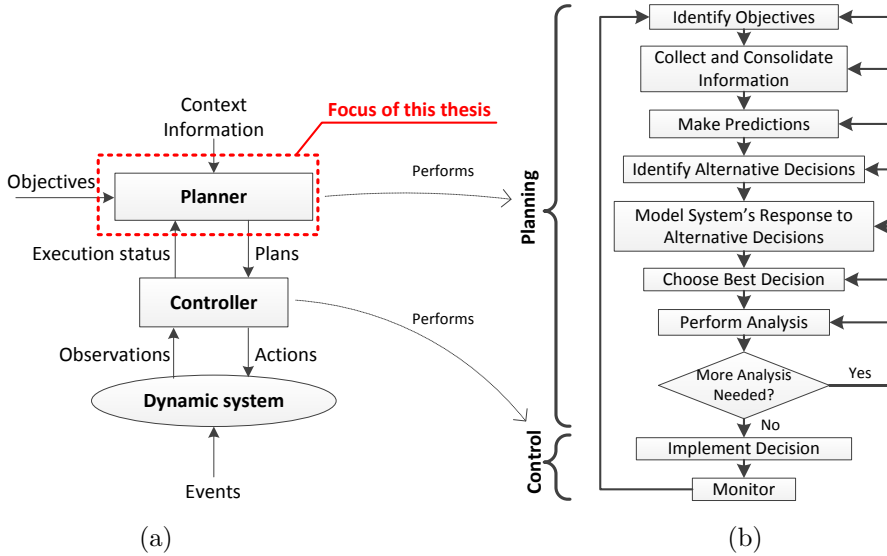 Context
Information
Focus of this thesis
Objectives
Planner
Performs
Execution status
Plans
Controller
Performs
Observations
Actions
Dynamic system
Events
(a)
Planning
Control
Identify Objectives
Collect and Consolidate
Information
Make Predictions
Identify Alternative Decisions
Model System's Response to
Alternative Decisions
Choose Best Decision
Perform Analysis
More Analysis
Needed?
Yes
No
Implement Decision
Monitor
(b)